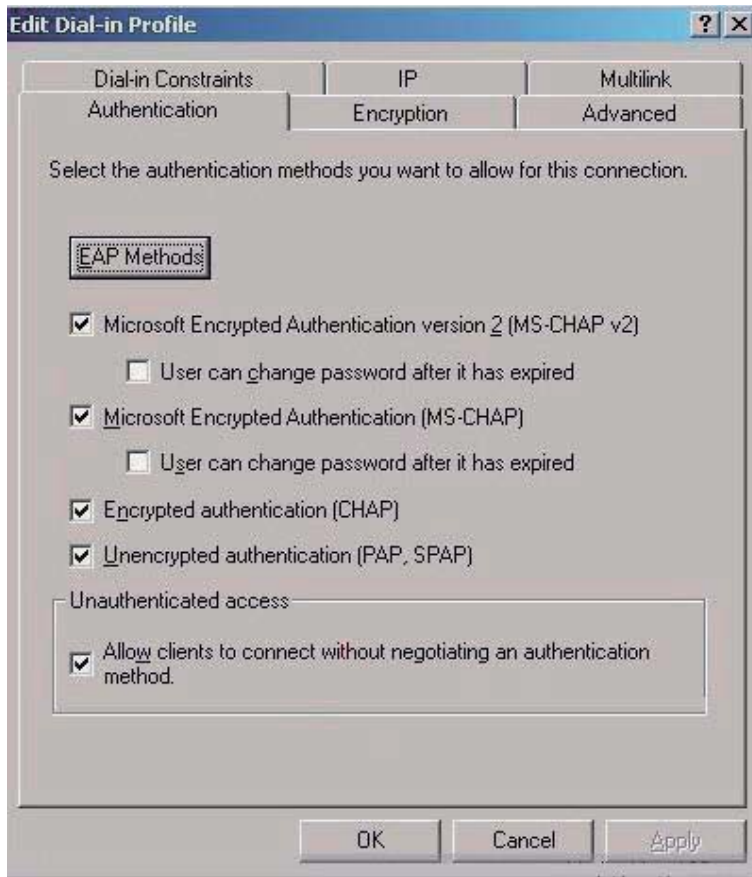 Edit Dial-in Profile
Dial-in Constraints
IP
Multilink
Authentication
Encryption
Advanced
Select the authentication methods you want to allow for this connection.
EAP Methods
Microsoft Encrypted Authentication version 2 (MS-CHAP v2)
User can change password after it has expired
Microsoft Encrypted Authentication (MS-CHAP)
User can change password after it has expired
Encrypted authentication (CHAP)
Unencrypted authentication (PAP, SPAP)
Unauthenticated access
Allow clients to connect without negotiating an authentication
method.
OK
Cancel
Apply